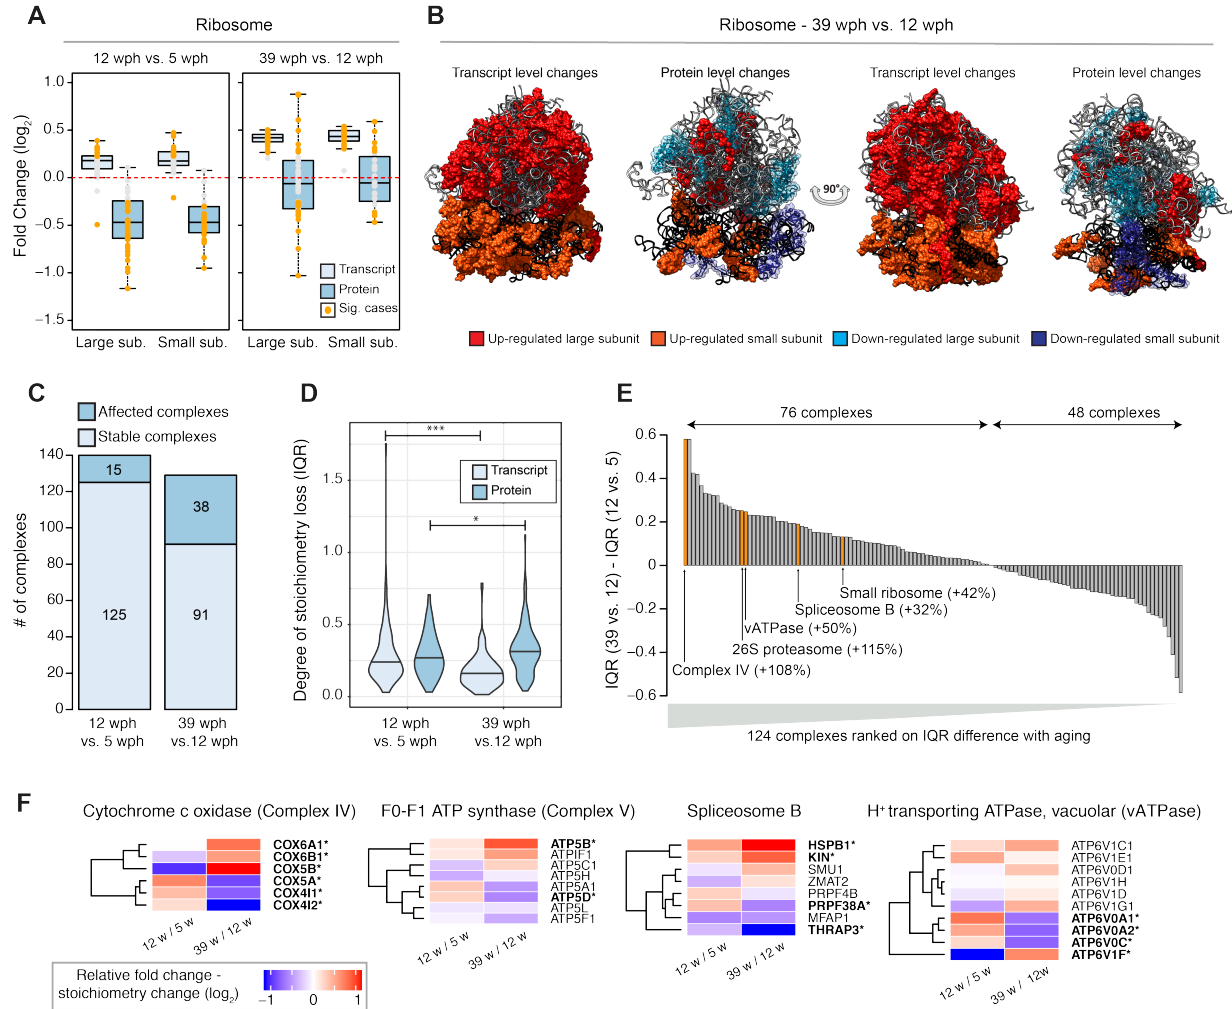 A
Ribosome
12 wph vs. 5 wph
39 wph vs. 12 wph
Fold Change (log2)
1.0
0.5
0.0
−0.5
−1.0
−1.5
Transcript
Protein
Sig. cases
Large sub.
Small sub.
Large sub.
Small sub.
B
Ribosome - 39 wph vs. 12 wph
Transcript level changes
Protein level changes
Transcript level changes
Protein level changes
90°
Up-regulated large subunit
Up-regulated small subunit
Down-regulated large subunit
Down-regulated small subunit
C
Affected complexes
Stable complexes
# of complexes
140
120
100
80
60
40
20
0
15
125
38
91
12 wph
vs. 5 wph
39 wph
vs.12 wph
D
Degree of stoichiometry loss (IQR)
1.5
1.0
0.5
0.0
***
*
Transcript
Protein
12 wph
vs. 5 wph
39 wph
vs.12 wph
E
76 complexes
48 complexes
IQR (39 vs. 12) - IQR (12 vs. 5)
0.6
0.4
0.2
0
−0.2
−0.4
−0.6
Small ribosome (+42%)
Spliceosome B (+32%)
vATPase (+50%)
26S proteasome (+115%)
Complex IV (+108%)
124 complexes ranked on IQR difference with aging
F
Cytochrome c oxidase (Complex IV)
COX6A1*
COX6B1*
COX5B*
COX5A*
COX4I1*
COX4I2*
12 w / 5 w
39 w / 12 w
F0-F1 ATP synthase (Complex V)
ATP5B*
ATPIF1
ATP5C1
ATP5H
ATP5A1
ATP5D*
ATP5L
ATP5F1
12 w / 5 w
39 w / 12 w
Spliceosome B
HSPB1*
KIN*
SMU1
ZMAT2
PRPF4B
PRPF38A*
MFAP1
THRAP3*
12 w / 5 w
39 w / 12 w
H+ transporting ATPase, vacuolar (vATPase)
ATP6V1C1
ATP6V1E1
ATP6V0D1
ATP6V1H
ATP6V1D
ATP6V1G1
ATP6V0A1*
ATP6V0A2*
ATP6V0C*
ATP6V1F*
12 w / 5 w
39 w / 12w
Relative fold change -
stoichiometry change (log2)
−1
0
1